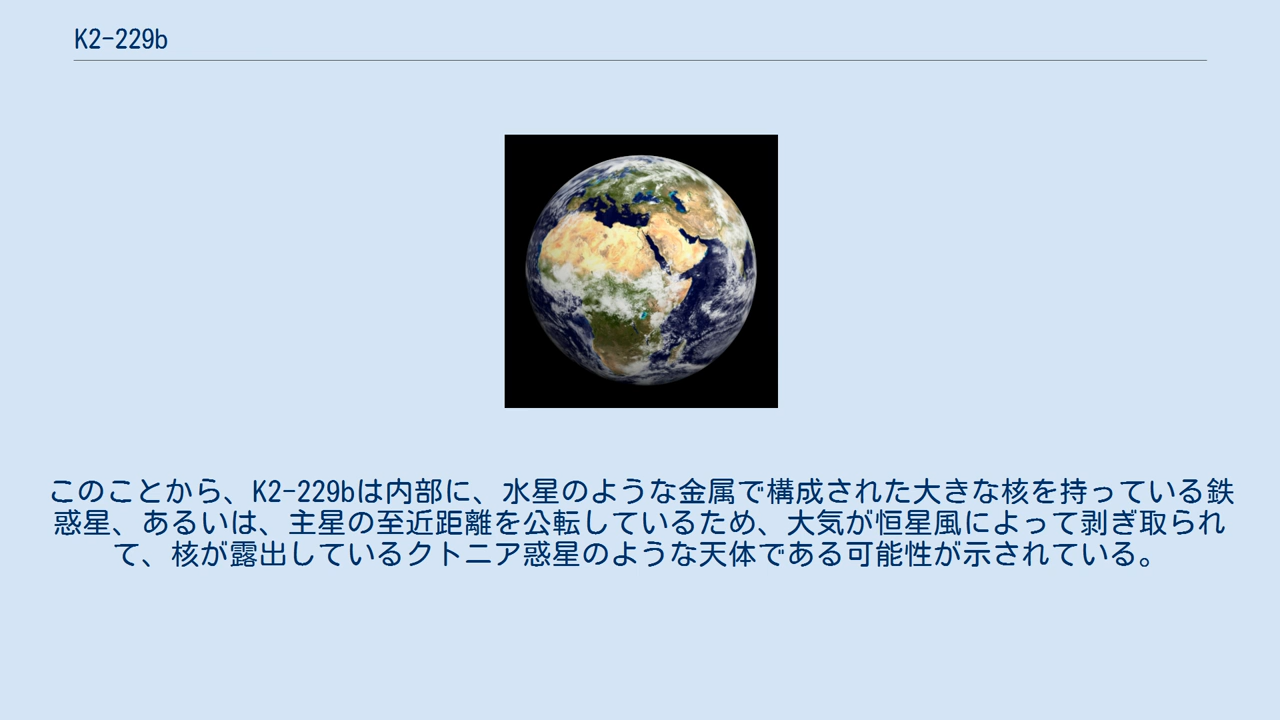 K2-229b
このことから、K2-229bは内部に、水星のような金属で構成された大きな核を持っている鉄
惑星、あるいは、主星の至近距離を公転しているため、大気が恒星風によって剥ぎ取られ
て、核が露出しているクトニア惑星のような天体である可能性が示されている。